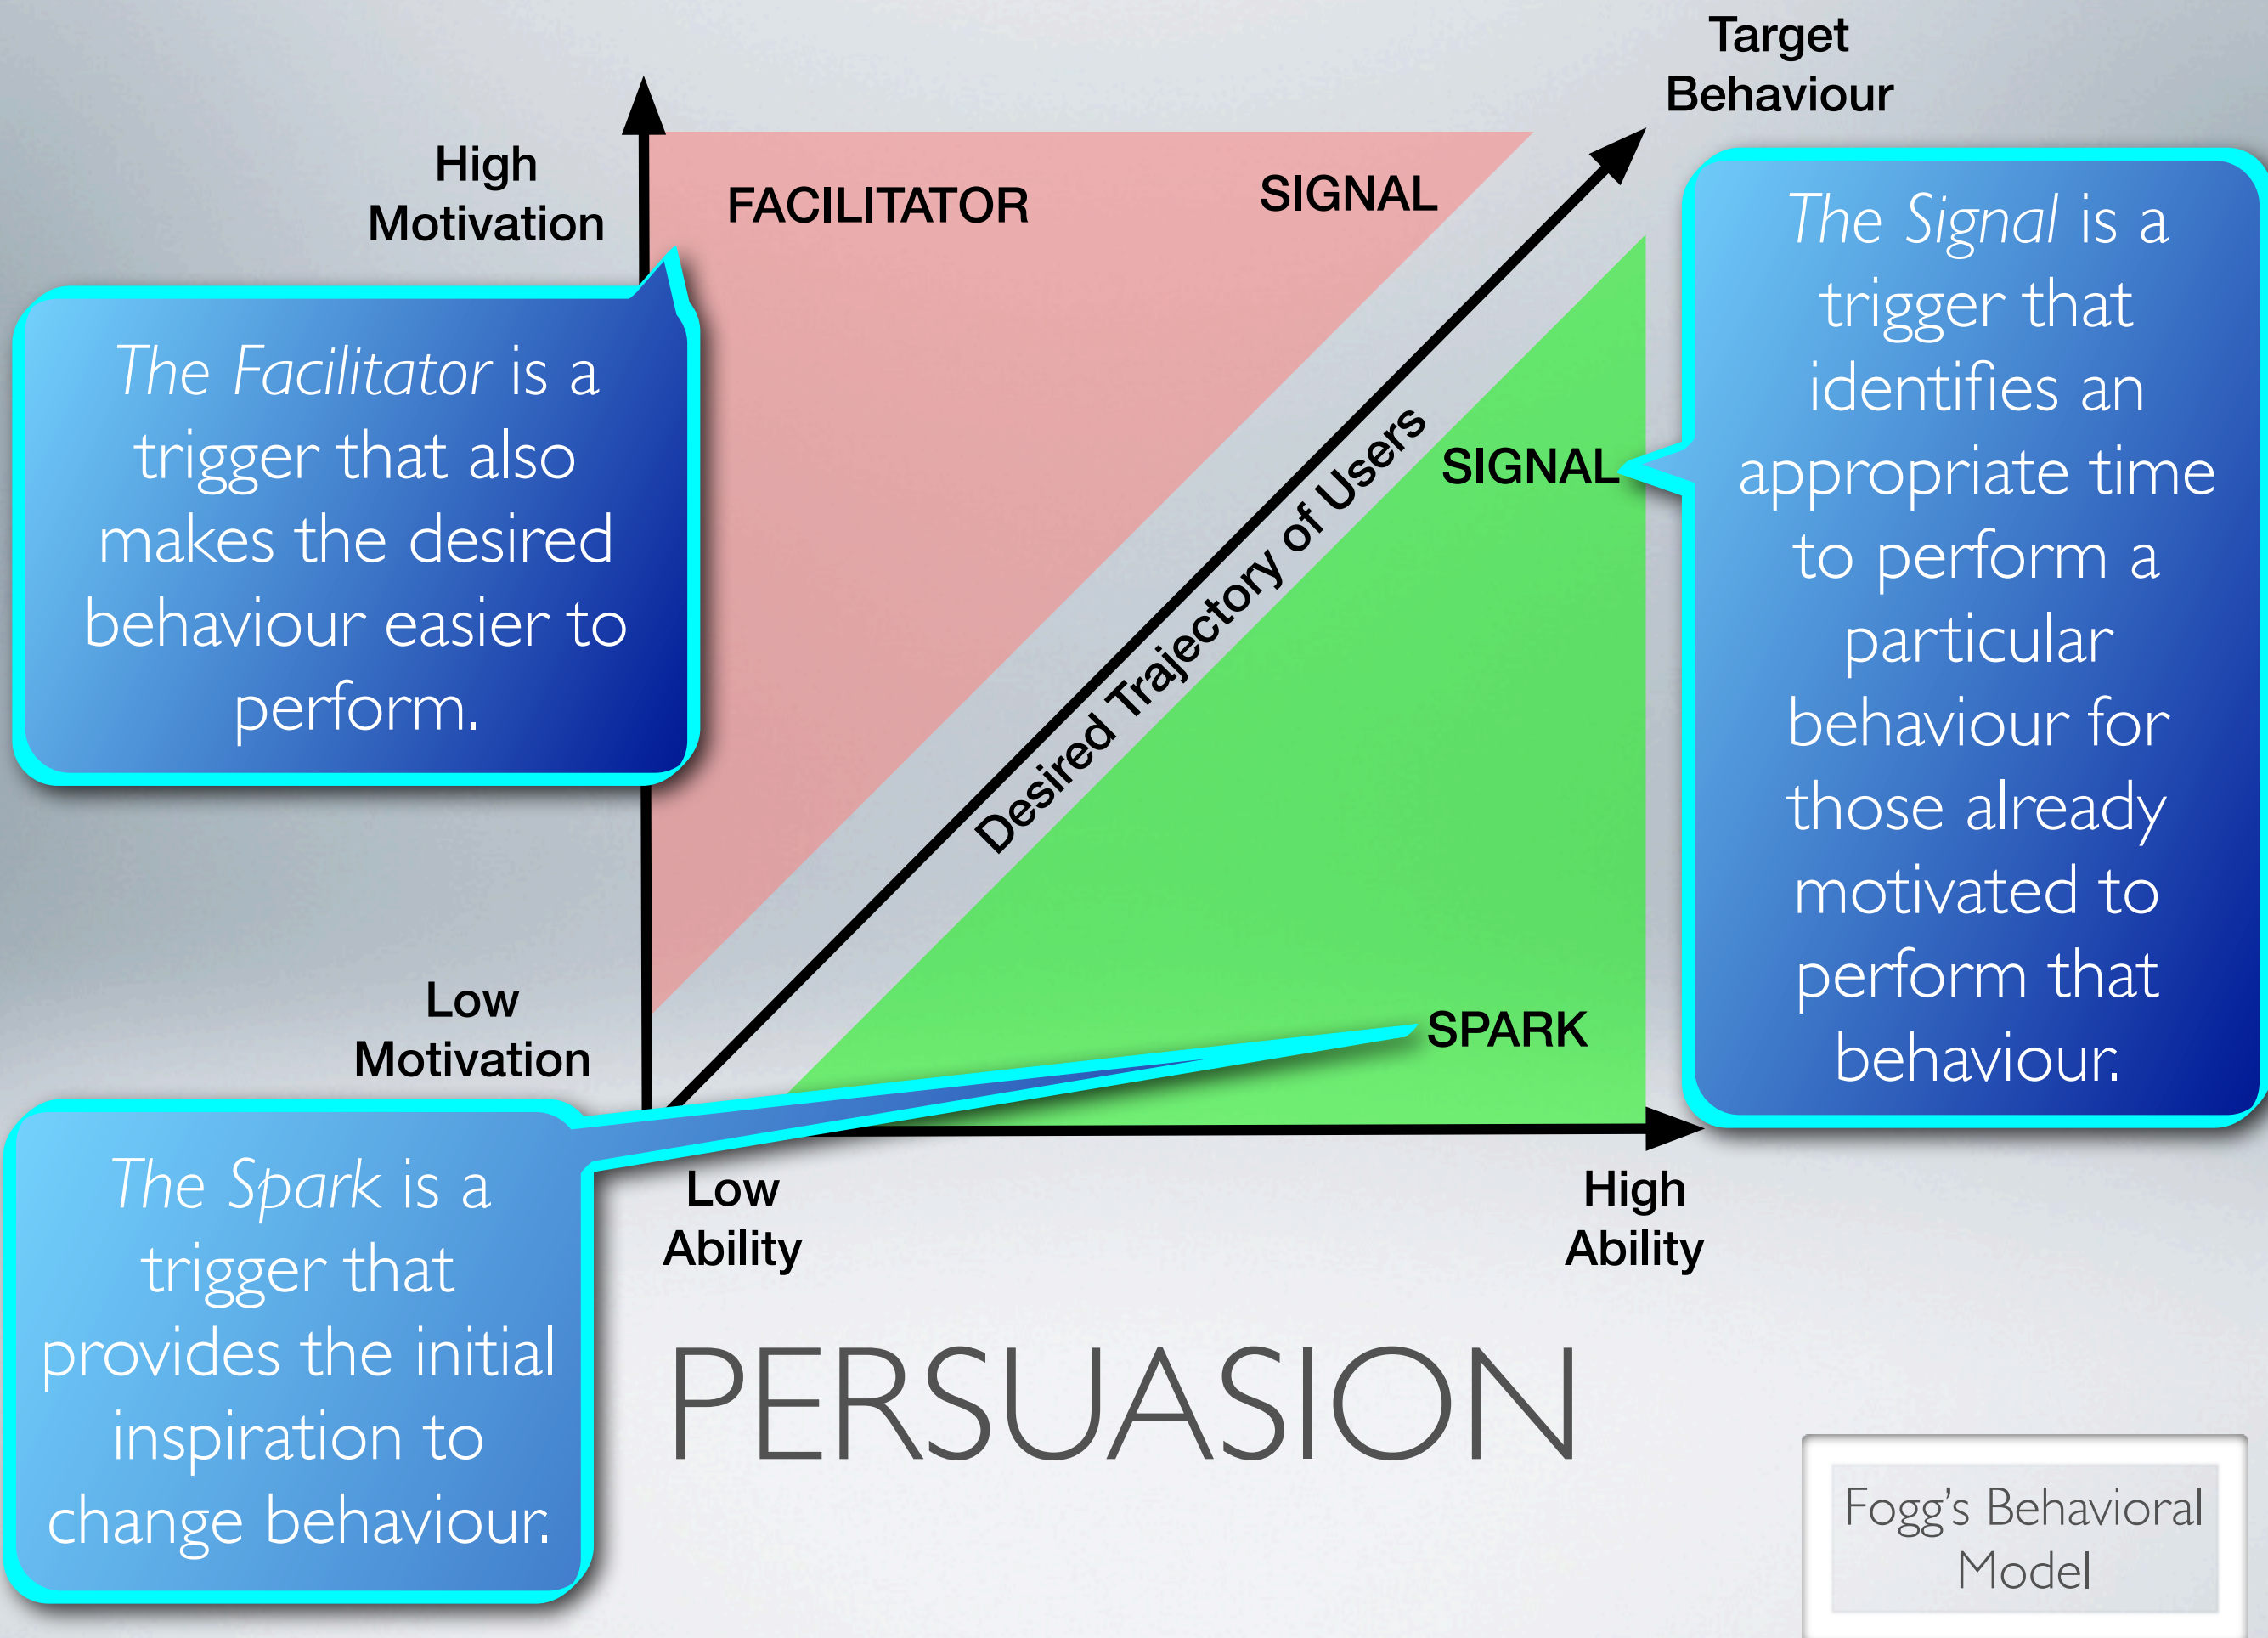 Target
Behaviour
High
Motivation
FACILITATOR
SIGNAL
The Facilitator is a
trigger that also
makes the desired
behaviour easier to
perform.
Desired Trajectory of Users
SIGNAL
The Signal is a
trigger that
identifies an
appropriate time
to perform a
particular
behaviour for
those already
motivated to
perform that
behaviour.
Low
Motivation
SPARK
The Spark is a
trigger that
provides the initial
inspiration to
change behaviour.
Low
Ability
High
Ability
PERSUASION
Fogg's Behavioral
Model